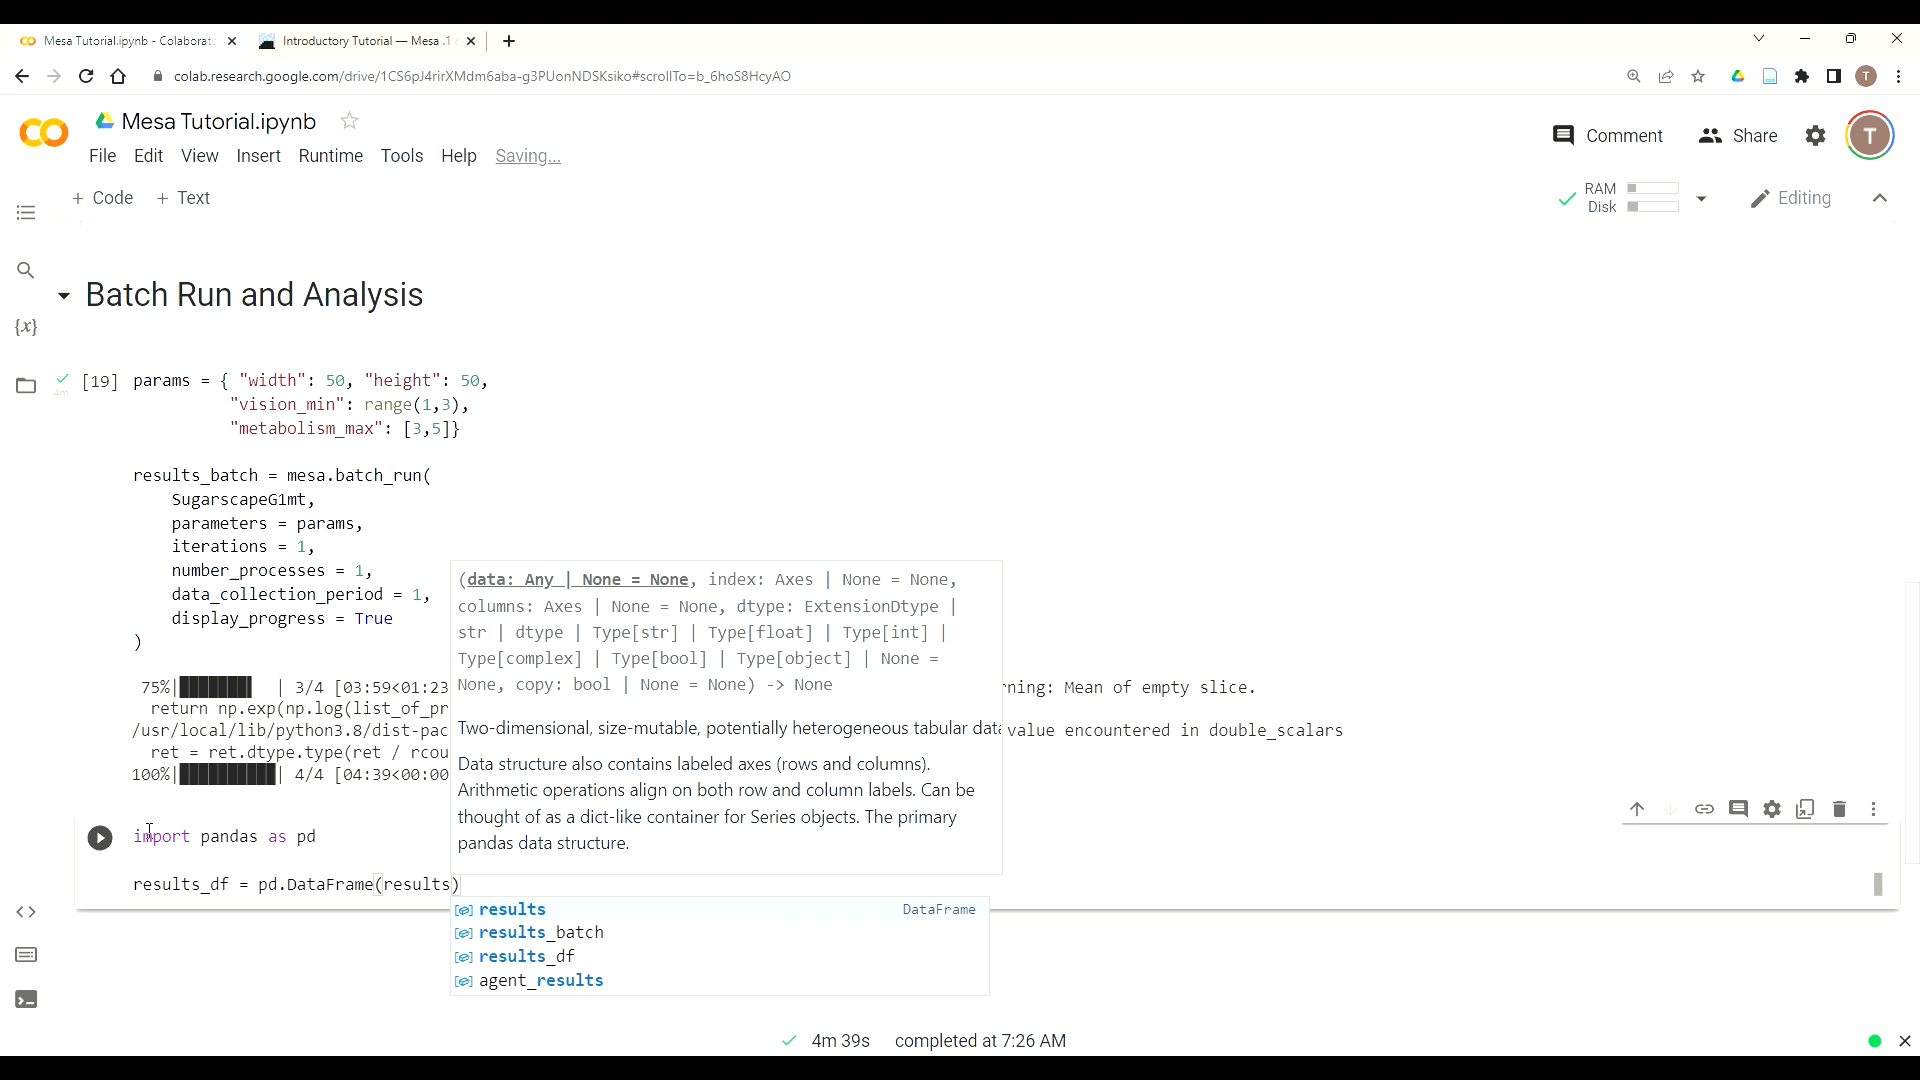 Mesa Tutorial.ipynb - Colaborat
Introductory Tutorial — Mesa .1
colab.research.google.com/drive/1CS6pJ4rirXMdm6aba-g3PUonNDSKsiko#scrollTo=b_6hoS8HcyAO
T
CO
Mesa Tutorial.ipynb
Comment
Share
T
File Edit View Insert Runtime Tools Help Saving...
+ Code + Text
RAM
Disk
Editing
Batch Run and Analysis
{x}
[19] params = { "width": 50, "height": 50,
4m
"vision_min": range(1,3),
"metabolism_max": [3,5]}
results_batch = mesa.batch_run(
SugarscapeG1mt,
parameters = params,
iterations = 1,
number_processes = 1,
data_collection_period = 1,
display_progress = True
)
(data: Any | None = None, index: Axes | None = None,
columns: Axes | None = None, dtype: ExtensionDtype |
str | dtype | Type[str] | Type[float] | Type[int] |
Type[complex] | Type[bool] | Type[object] | None =
None, copy: bool | None = None) -> None
Two-dimensional, size-mutable, potentially heterogeneous tabular data
Data structure also contains labeled axes (rows and columns).
Arithmetic operations align on both row and column labels. Can be
thought of as a dict-like container for Series objects. The primary
pandas data structure.
75%| | 3/4 [03:59<01:23 ning: Mean of empty slice.
return np.exp(np.log(list_of_pr
/usr/local/lib/python3.8/dist-pac value encountered in double_scalars
ret = ret.dtype.type(ret / rcou
100%| | 4/4 [04:39<00:00
import pandas as pd
results_df = pd.DataFrame(results)
results DataFrame
results_batch
results_df
agent_results
4m 39s completed at 7:26 AM